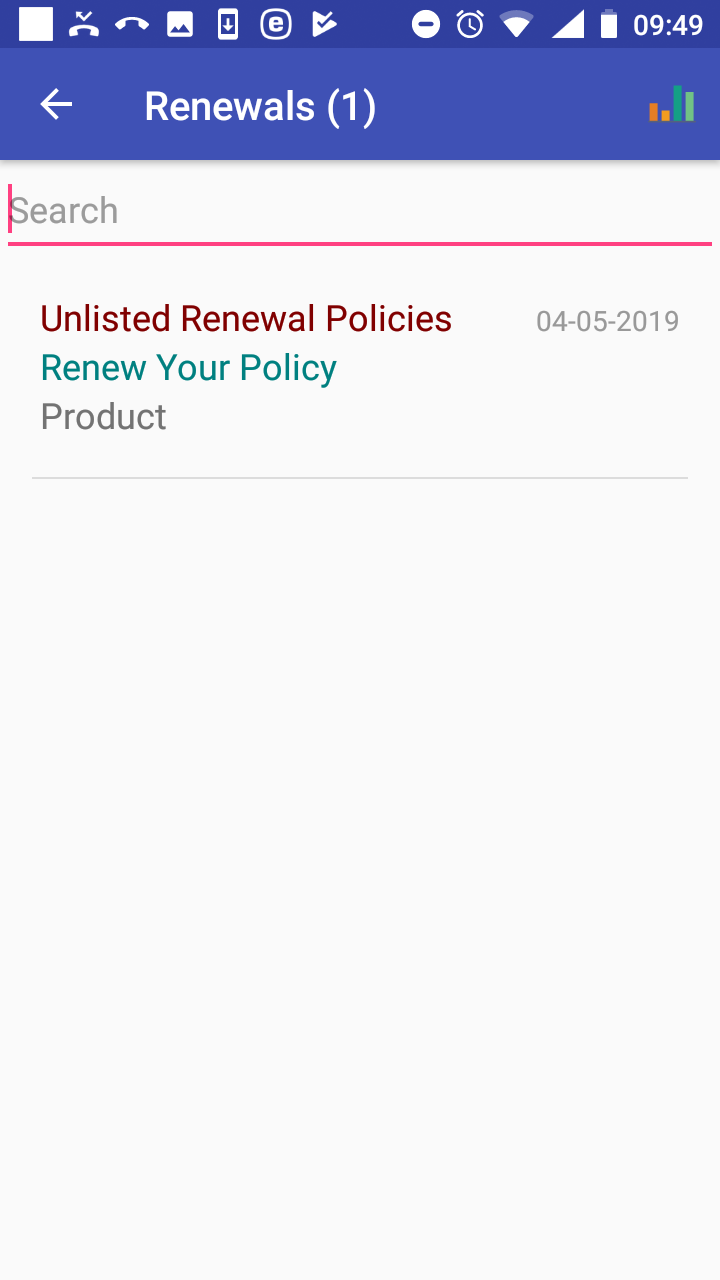 09:49
Renewals (1)
Search
Unlisted Renewal Policies 04-05-2019
Renew Your Policy
Product